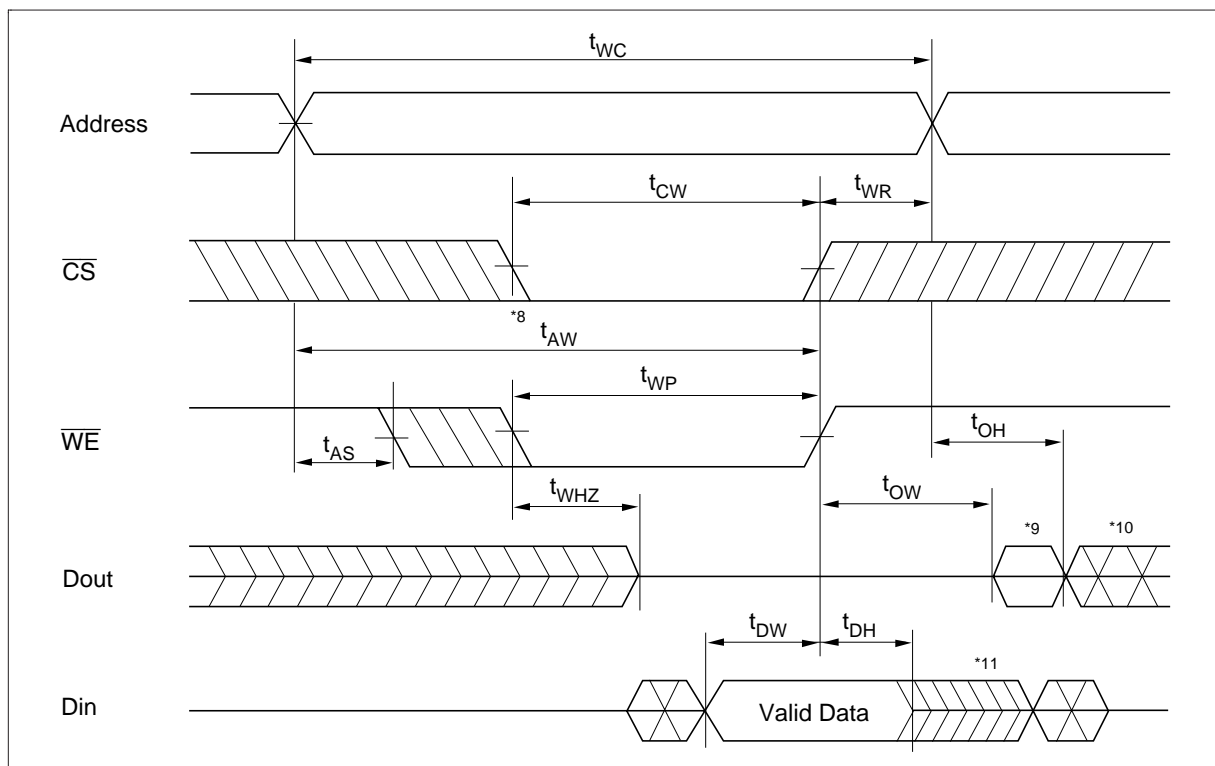 tWC
Address
tCW
tWR
CS
*8
tAW
tWP
WE
tAS
tOH
tWHZ
tOW
*9
*10
Dout
tDW
tDH
*11
Din
Valid Data